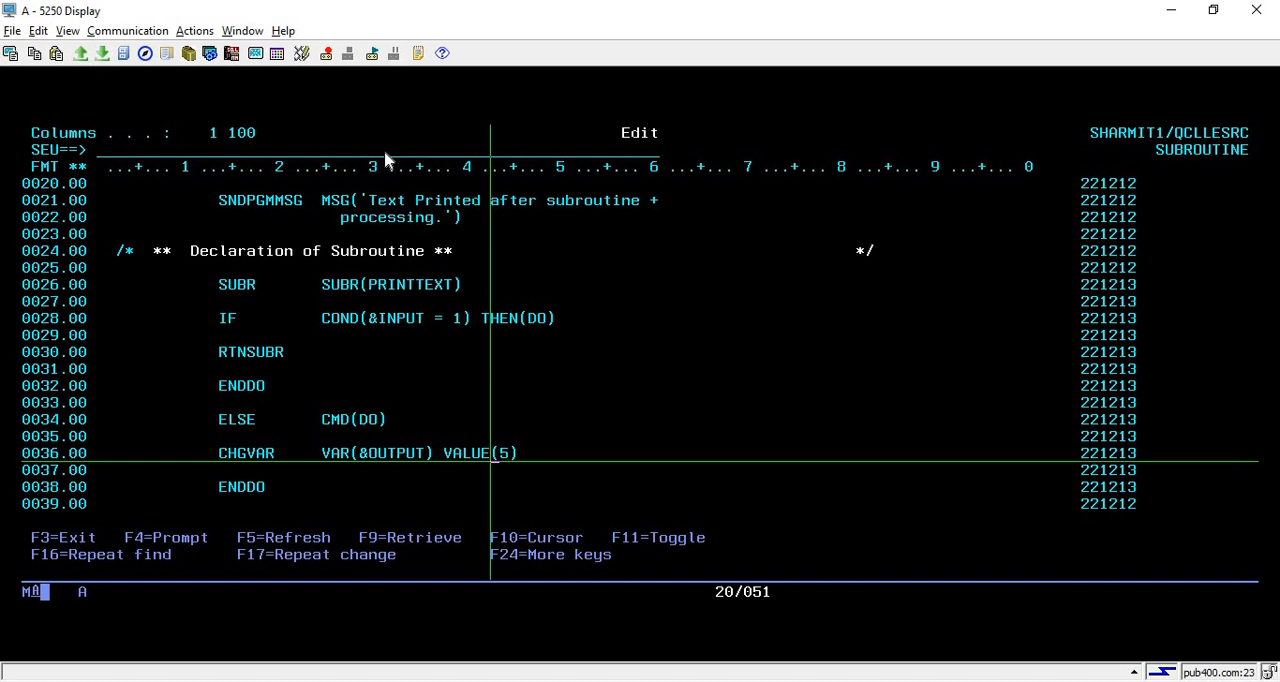 A - 5250 Display
File Edit View Communication Actions Window Help
Columns . . . : 1 100 Edit SHARMIT1/QCLLESRC
SEU==> SUBROUTINE
FMT ** ...+... 1 ...+... 2 ...+... 3 ...+... 4 ...+... 5 ...+... 6 ...+... 7 ...+... 8 ...+... 9 ...+... 0
0020.00 221212
0021.00 SNDPGMMSG MSG('Text Printed after subroutine + 221212
0022.00 processing.') 221212
0023.00 221212
0024.00 /* ** Declaration of Subroutine ** */ 221212
0025.00 221212
0026.00 SUBR SUBR(PRINTTEXT) 221213
0027.00 221213
0028.00 IF COND(&INPUT = 1) THEN(DO) 221213
0029.00 221213
0030.00 RTNSUBR 221213
0031.00 221213
0032.00 ENDDO 221213
0033.00 221213
0034.00 ELSE CMD(DO) 221213
0035.00 221213
0036.00 CHGVAR VAR(&OUTPUT) VALUE(5) 221213
0037.00 221213
0038.00 ENDDO 221213
0039.00 221212
F3=Exit F4=Prompt F5=Refresh F9=Retrieve F10=Cursor F11=Toggle
F16=Repeat find F17=Repeat change F24=More keys
MA A 20/051
pub400.com:23